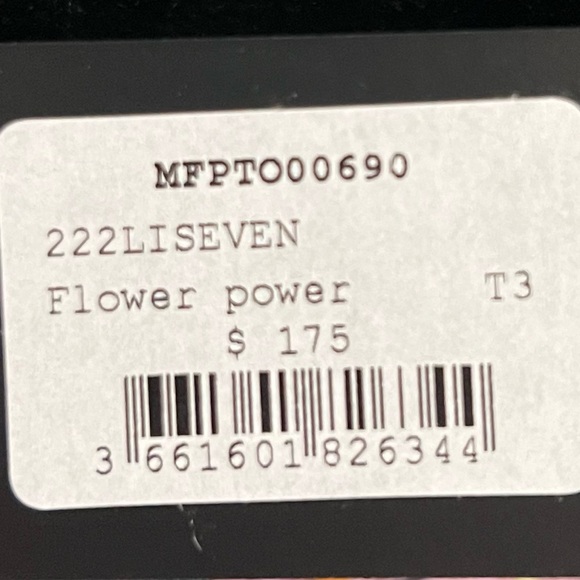 MFPTO00690
222LISEVEN
Flower power T3
$ 175
3 661601 826344